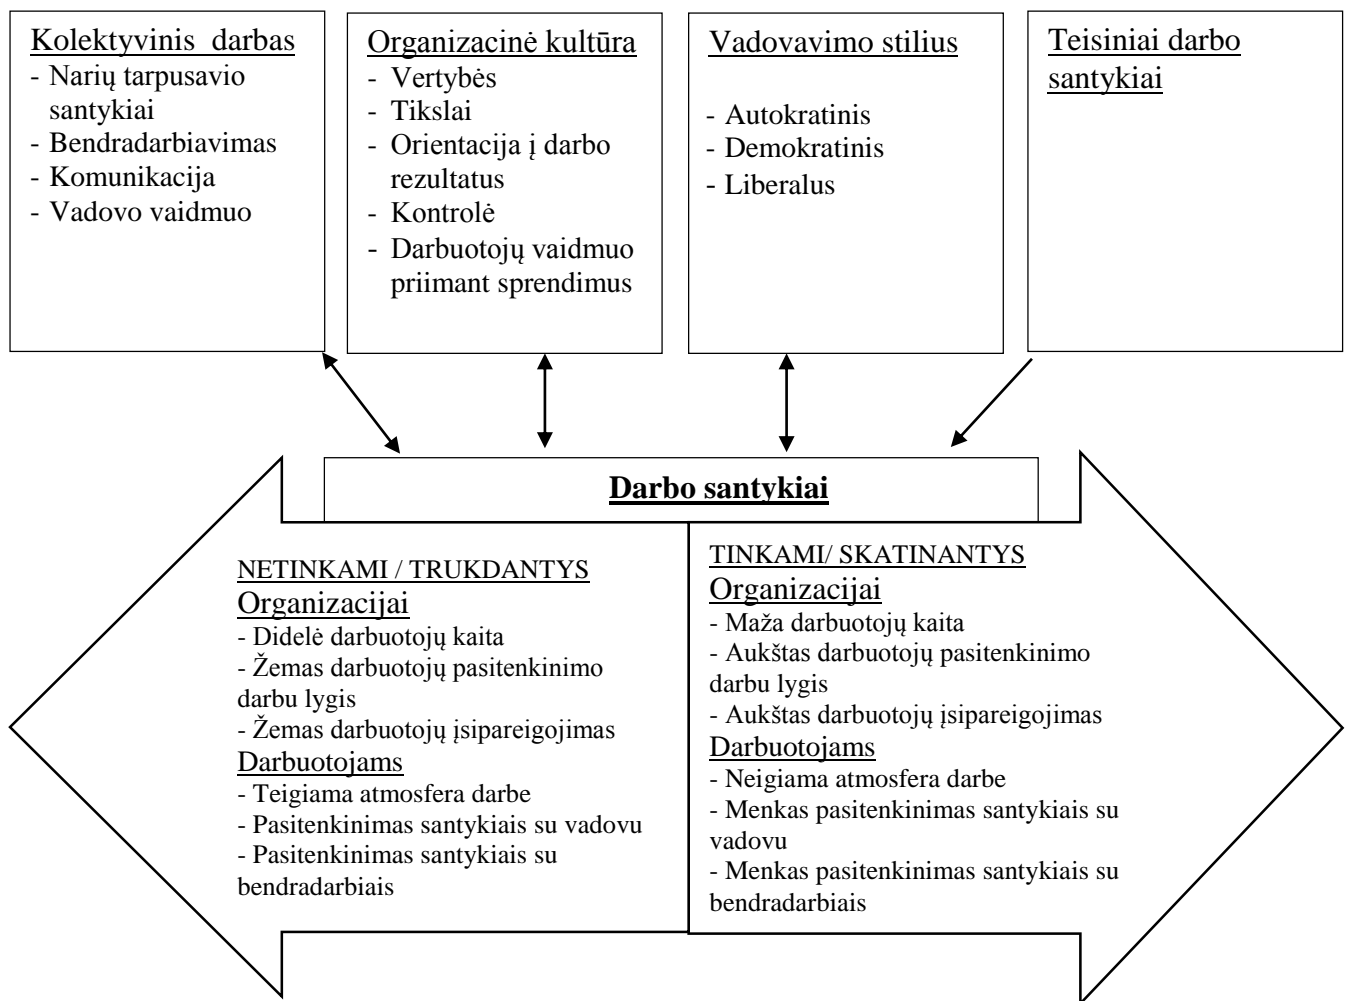 Kolektyvinis darbas
- Narių tarpusavio
santykiai
- Bendradarbiavimas
- Komunikacija
- Vadovo vaidmuo
Organizacinė kultūra
- Vertybės
- Tikslai
- Orientacija į darbo
rezultatus
- Kontrolė
- Darbuotojų vaidmuo
priimant sprendimus
Vadovavimo stilius
- Autokratinis
- Demokratinis
- Liberalus
Teisiniai darbo
santykiai
Darbo santykiai
NETINKAMI / TRUKDANTYS
Organizacijai
- Didelė darbuotojų kaita
- Žemas darbuotojų pasitenkinimo
darbu lygis
- Žemas darbuotojų įsipareigojimas
Darbuotojams
- Teigiama atmosfera darbe
- Pasitenkinimas santykiais su vadovu
- Pasitenkinimas santykiais su
bendradarbiais
TINKAMI/ SKATINANTYS
Organizacijai
- Maža darbuotojų kaita
- Aukštas darbuotojų pasitenkinimo
darbu lygis
- Aukštas darbuotojų įsipareigojimas
Darbuotojams
- Neigiama atmosfera darbe
- Menkas pasitenkinimas santykiais su
vadovu
- Menkas pasitenkinimas santykiais su
bendradarbiais